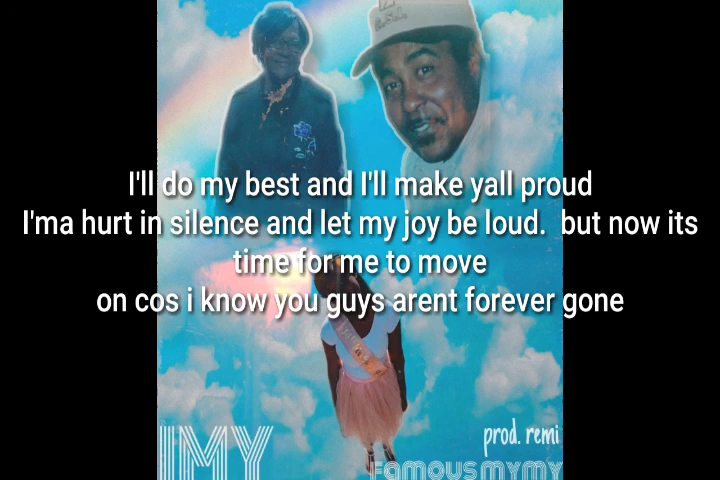 I'll do my best and I'll make yall proud
I'ma hurt in silence and let my joy be loud.  but now its
time for me to move
on cos i know you guys arent forever gone
IMY
prod. remi
FamousmYmY